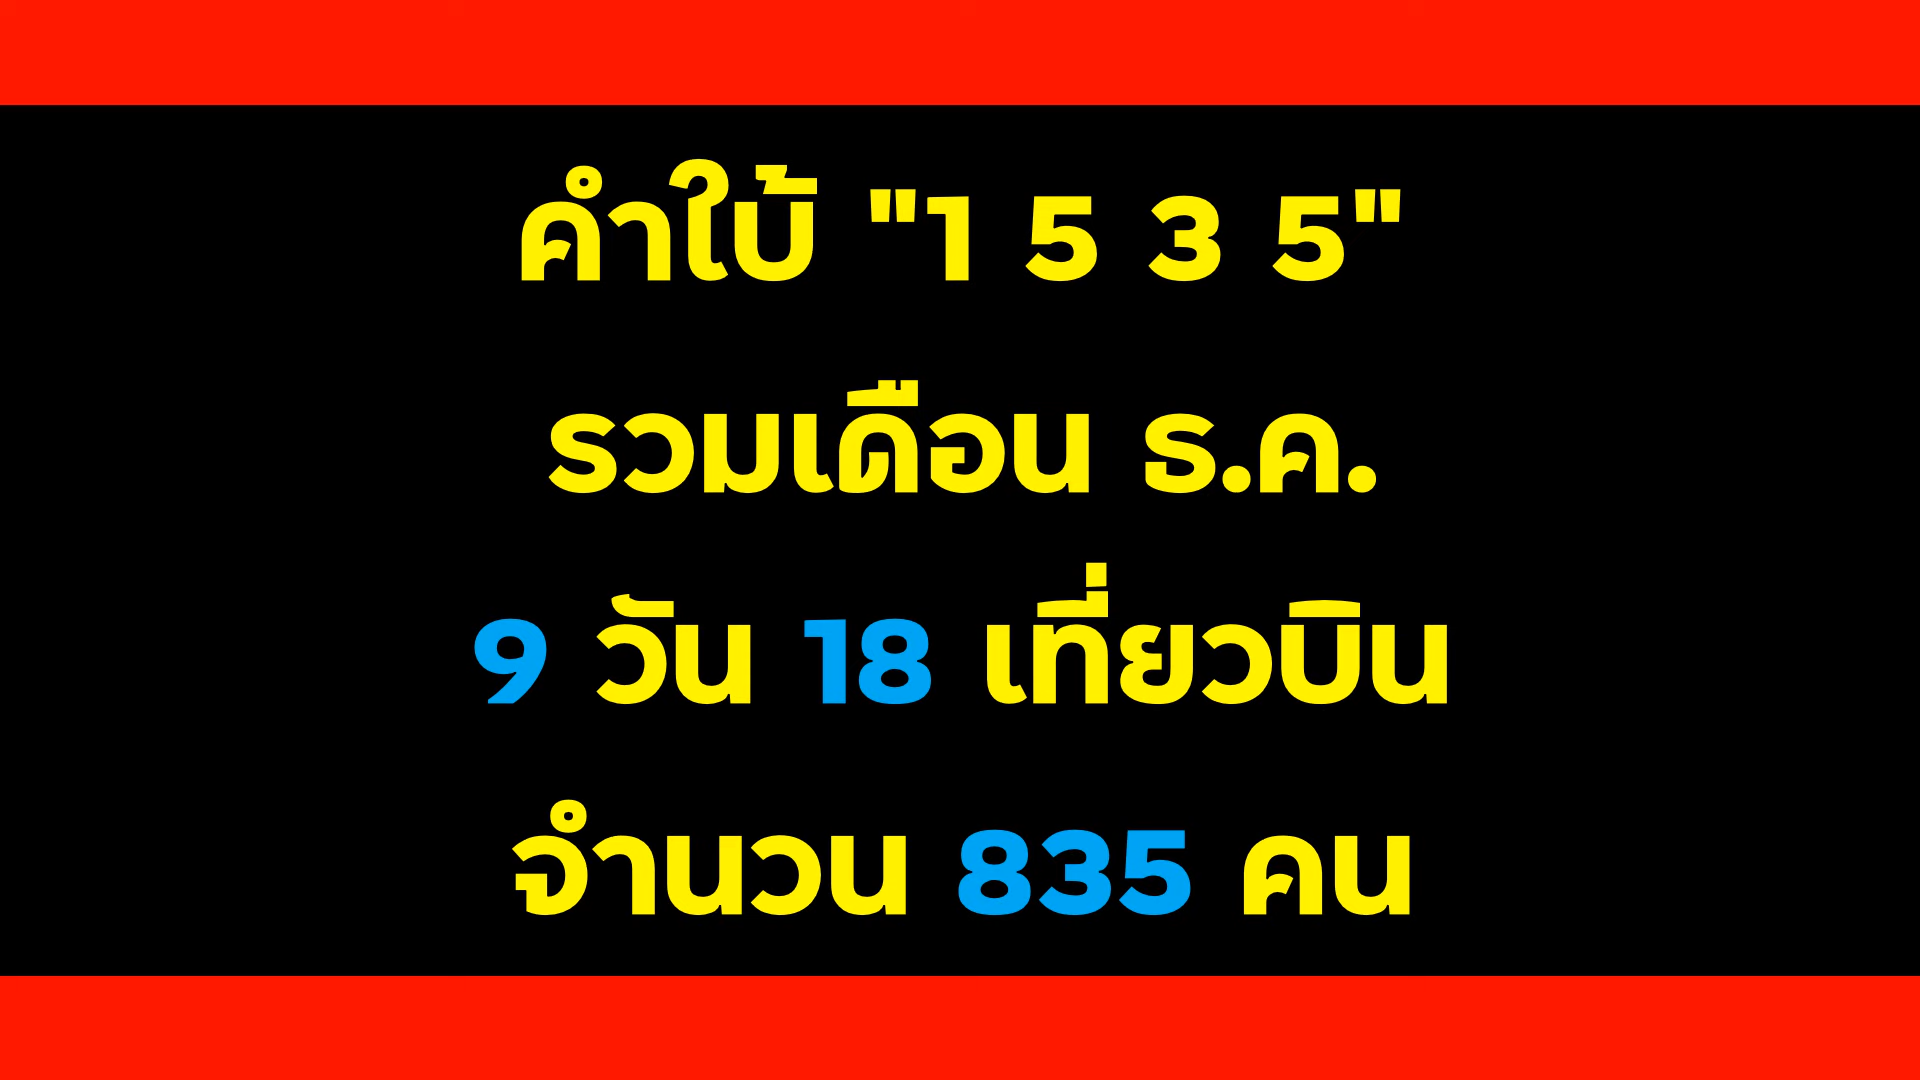 คำใบ้ "1 5 3 5"
รวมเดือน ธ.ค.
9 วัน 18 เที่ยวบิน
จำนวน 835 คน